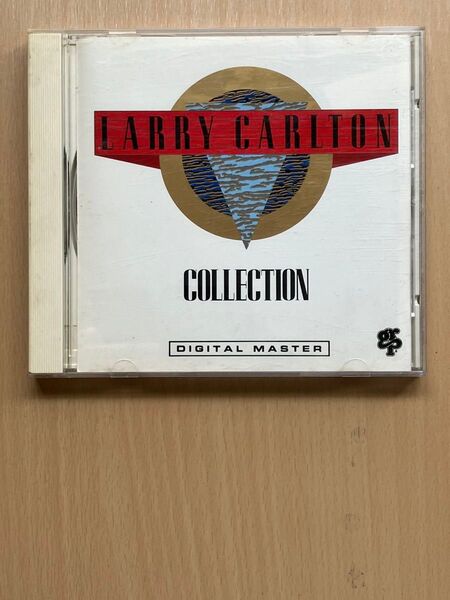 LARRY CARLTON
COLLECTION
DIGITAL MASTER
grp